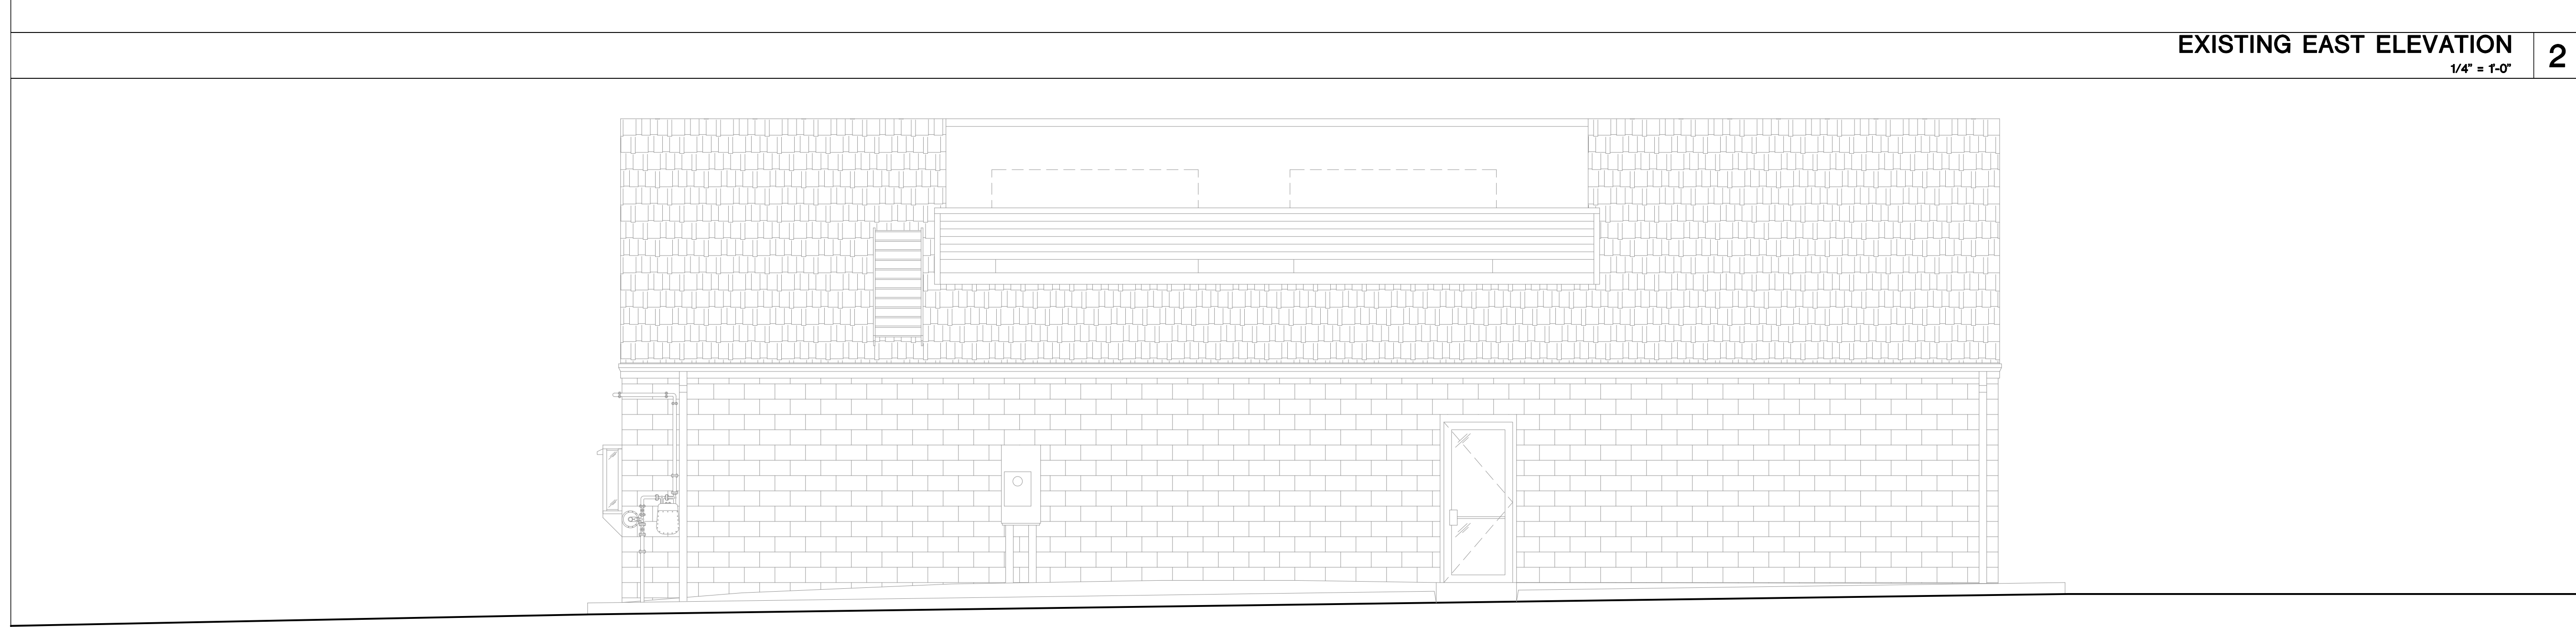 EXISTING EAST ELEVATION
1/4" = 1'-0"
2